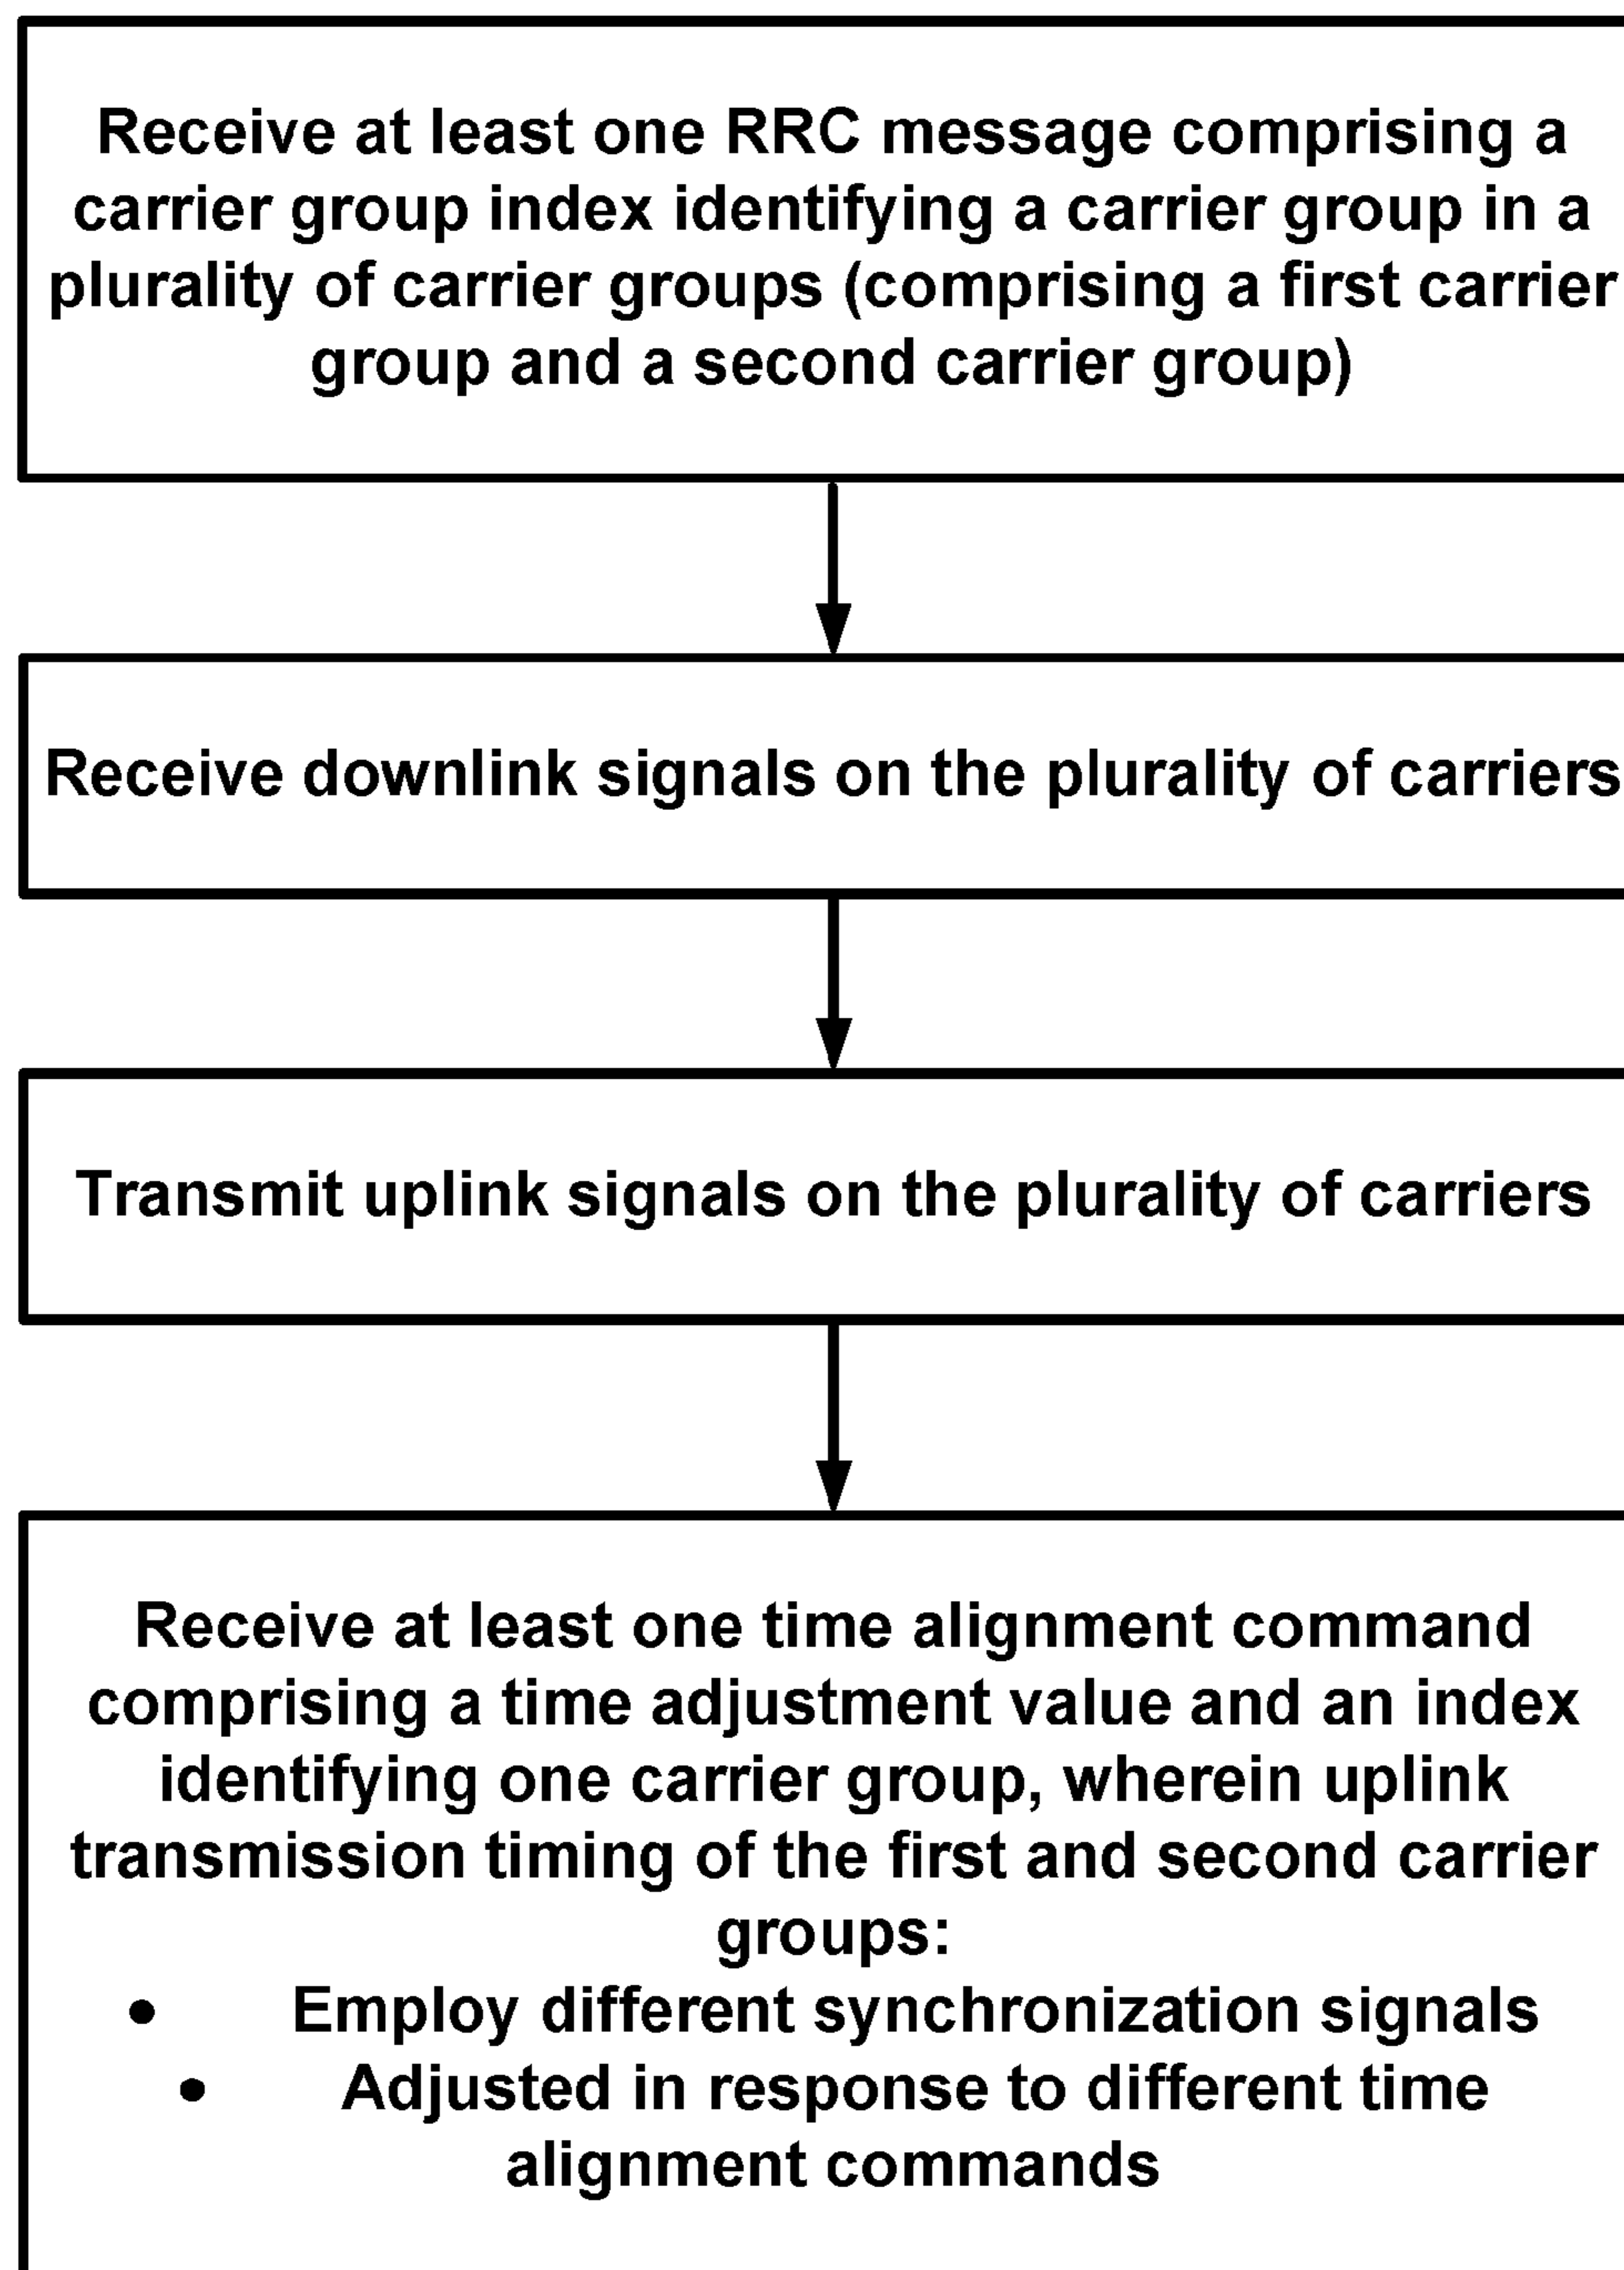 Receive at least one RRC message comprising a
carrier group index identifying a carrier group in a
plurality of carrier groups (comprising a first carrier
group and a second carrier group)
Receive downlink signals on the plurality of carriers
Transmit uplink signals on the plurality of carriers
Receive at least one time alignment command
comprising a time adjustment value and an index
identifying one carrier group, wherein uplink
transmission timing of the first and second carrier
groups:
• Employ different synchronization signals
• Adjusted in response to different time
alignment commands